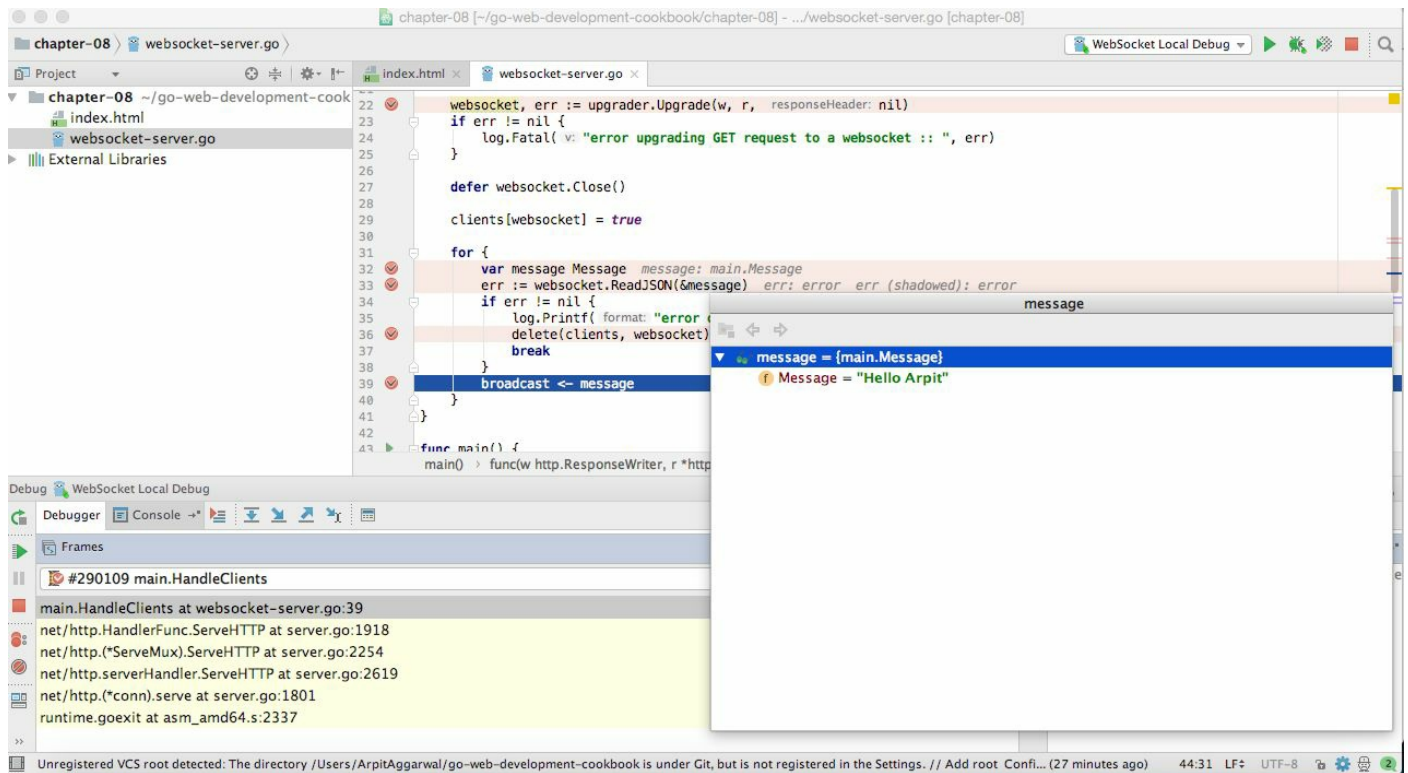 chapter-08 [~/go-web-development-cookbook/chapter-08] - .../websocket-server.go [chapter-08]
chapter-08 websocket-server.go
WebSocket Local Debug
Project
index.html
websocket-server.go
chapter-08 ~/go-web-development-cook
index.html
websocket-server.go
External Libraries
22 websocket, err := upgrader.Upgrade(w, r, responseHeader: nil)
23 if err != nil {
24 log.Fatal( v: "error upgrading GET request to a websocket :: ", err)
25 }
26
27 defer websocket.Close()
28
29 clients[websocket] = true
30
31 for {
32 var message Message message: main.Message
33 err := websocket.ReadJSON(&message) err: error err (shadowed): error
34 if err != nil {
35 log.Printf( format: "error
36 delete(clients, websocket)
37 break
38 }
39 broadcast <- message
40 }
41 }
42
43 func main() {
main() func(w http.ResponseWriter, r *http
message
message = {main.Message}
f Message = "Hello Arpit"
Debug WebSocket Local Debug
Debugger Console
Frames
#290109 main.HandleClients
main.HandleClients at websocket-server.go:39
net/http.HandlerFunc.ServeHTTP at server.go:1918
net/http.(*ServeMux).ServeHTTP at server.go:2254
net/http.serverHandler.ServeHTTP at server.go:2619
net/http.(*conn).serve at server.go:1801
runtime.goexit at asm_amd64.s:2337
Unregistered VCS root detected: The directory /Users/ArpitAggarwal/go-web-development-cookbook is under Git, but is not registered in the Settings. // Add root Confi... (27 minutes ago) 44:31 LF UTF-8 2